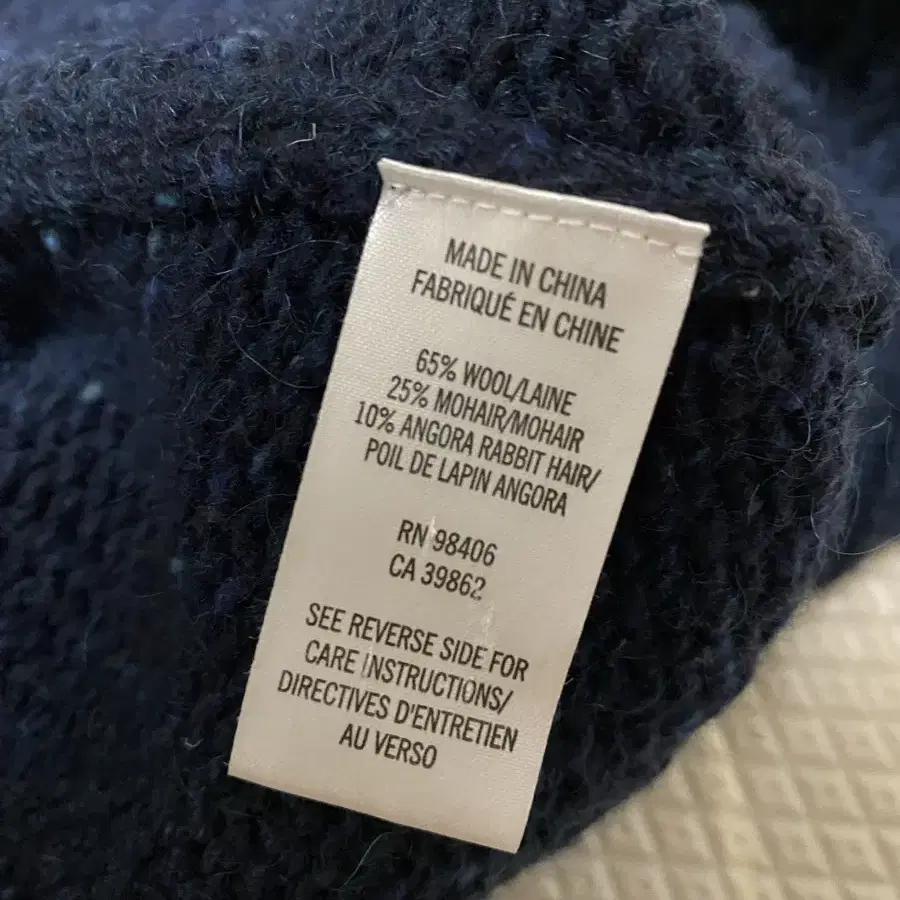 MADE IN CHINA
FABRIQUÉ EN CHINE
65% WOOL/LAINE
25% MOHAIR/MOHAIR
10% ANGORA RABBIT HAIR/
POIL DE LAPIN ANGORA
RN 98406
CA 39862
SEE REVERSE SIDE FOR
CARE INSTRUCTIONS/
DIRECTIVES D'ENTRETIEN
AU VERSO